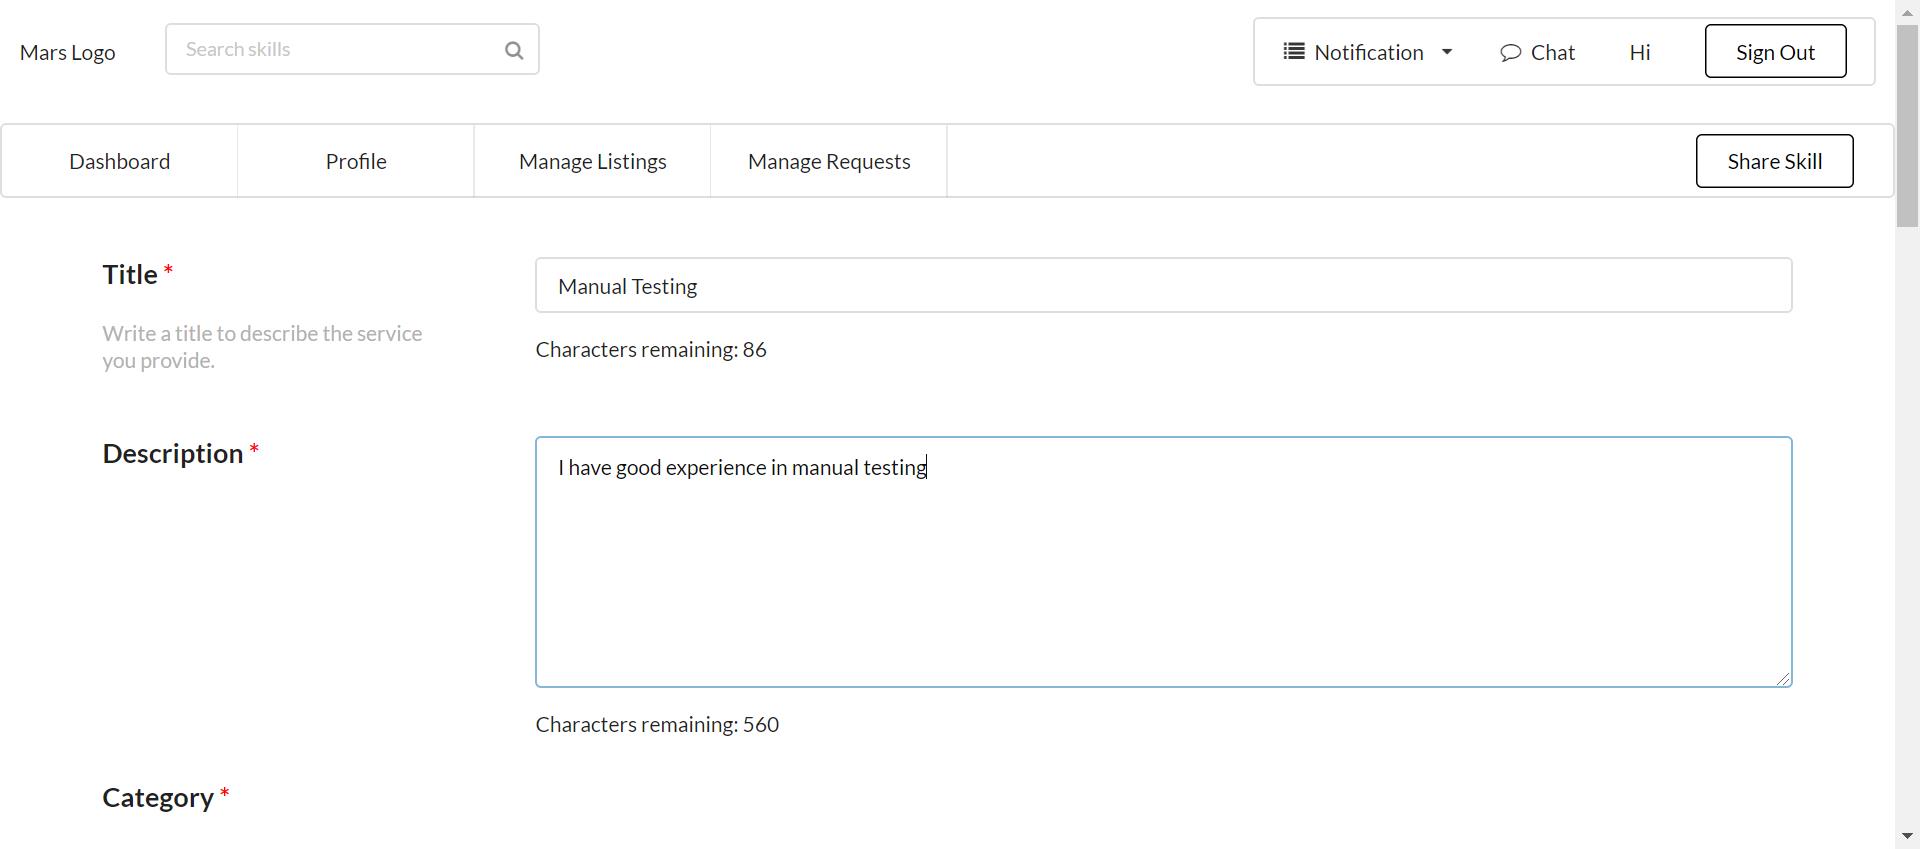 Mars Logo
Search skills
Notification
Chat
Hi
Sign Out
Dashboard
Profile
Manage Listings
Manage Requests
Share Skill
Title *
Write a title to describe the service
you provide.
Manual Testing
Characters remaining: 86
Description *
I have good experience in manual testing
Characters remaining: 560
Category *